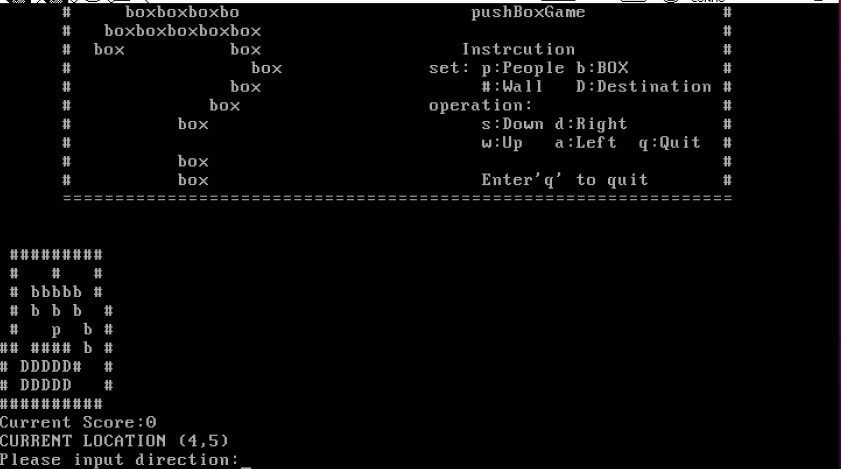 #     boxboxboxbo                      pushBoxGame             #
#   boxboxboxboxbox                                            #
#  box          box                   Instrcution              #
#                 box              set: p:People b:BOX         #
#               box                     #:Wall   D:Destination #
#             box                  operation:                  #
#          box                          s:Down d:Right         #
#                                       w:Up   a:Left  q:Quit  #
#          box                                                 #
#          box                          Enter'q' to quit       #
================================================================
 #########
 #   #   #
 # bbbbb #
 # b b b  #
 #   p  b #
## #### b #
# DDDDD#  #
# DDDDD   #
##########
Current Score:0
CURRENT LOCATION (4,5)
Please input direction:_